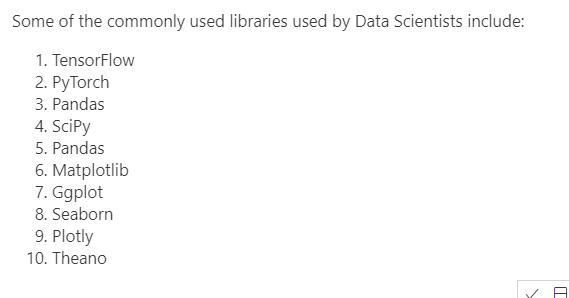 Some of the commonly used libraries used by Data Scientists include:
1. TensorFlow
2. PyTorch
3. Pandas
4. SciPy
5. Pandas
6. Matplotlib
7. Ggplot
8. Seaborn
9. Plotly
10. Theano